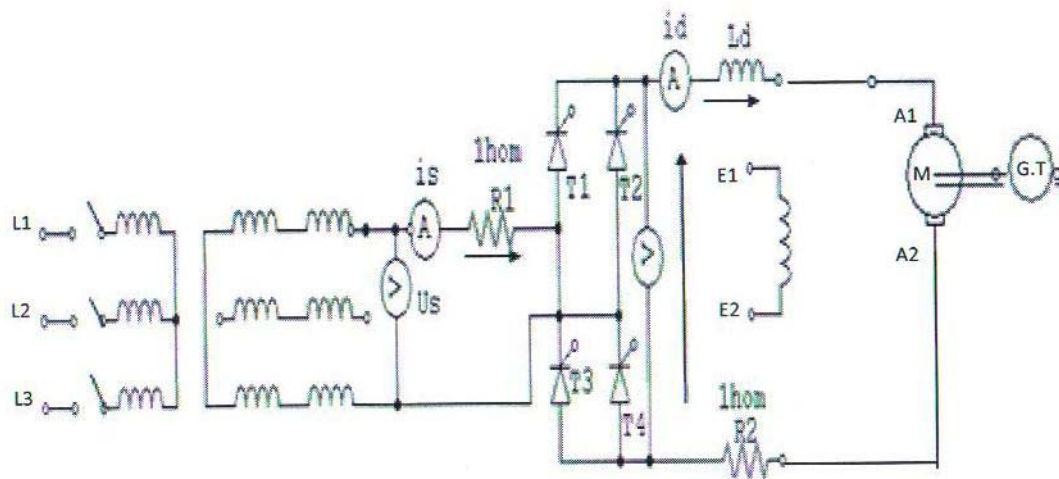 id
Ld
A
A1
1hom
T1
T2
is
R1
E1
M
G.T
L1
A
A2
V
V
Us
L2
E2
T3
L3
1hom
T4
R2